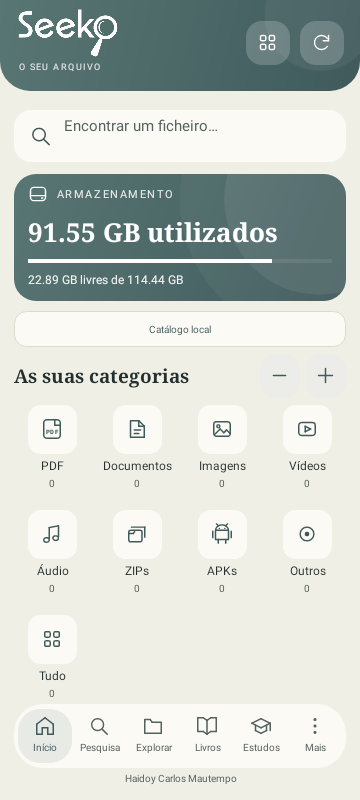 Seeko
O SEU ARQUIVO
Encontrar um ficheiro...
ARMAZENAMENTO
91.55 GB utilizados
22.89 GB livres de 114.44 GB
Catálogo local
As suas categorias
PDF
PDF Documentos Imagens Vídeos
0 0 0 0
Áudio ZIPs APKs Outros
0 0 0 0
Tudo
0
Início Pesquisa Explorar Livros Estudos Mais
Haidoy Carlos Mautempo